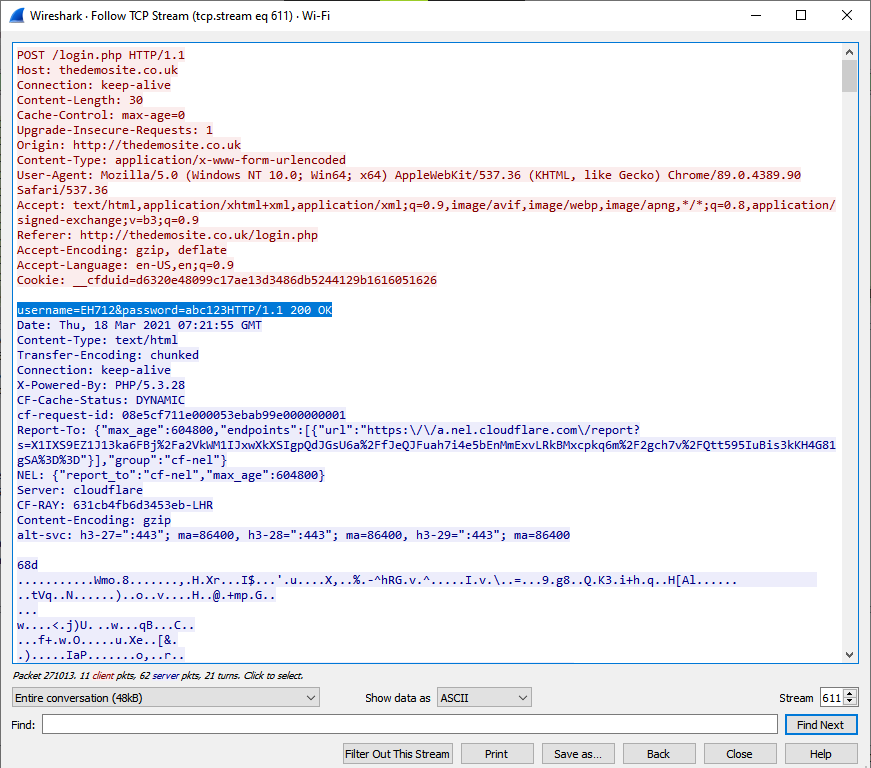 Wireshark · Follow TCP Stream (tcp.stream eq 611) · Wi-Fi
POST /login.php HTTP/1.1
Host: thedemosite.co.uk
Connection: keep-alive
Content-Length: 30
Cache-Control: max-age=0
Upgrade-Insecure-Requests: 1
Origin: http://thedemosite.co.uk
Content-Type: application/x-www-form-urlencoded
User-Agent: Mozilla/5.0 (Windows NT 10.0; Win64; x64) AppleWebKit/537.36 (KHTML, like Gecko) Chrome/89.0.4389.90
Safari/537.36
Accept: text/html,application/xhtml+xml,application/xml;q=0.9,image/avif,image/webp,image/apng,*/*;q=0.8,application/
signed-exchange;v=b3;q=0.9
Referer: http://thedemosite.co.uk/login.php
Accept-Encoding: gzip, deflate
Accept-Language: en-US,en;q=0.9
Cookie: __cfduid=d6320e48099c17ae13d3486db5244129b1616051626
username=EH712&password=abc123HTTP/1.1 200 OK
Date: Thu, 18 Mar 2021 07:21:55 GMT
Content-Type: text/html
Transfer-Encoding: chunked
Connection: keep-alive
X-Powered-By: PHP/5.3.28
CF-Cache-Status: DYNAMIC
cf-request-id: 08e5cf711e000053ebab99e000000001
Report-To: {"max_age":604800,"endpoints":[{"url":"https:\/\/a.nel.cloudflare.com\/report?
s=X1IXS9EZ1J13ka6FBj%2Fa2VkWM1IJxwXkXSIgpQdJGsU6a%2FfJeQJFuah7i4e5bEnMmExvLRkBMxcpkq6m%2F2gch7v%2FQtt595IuBis3kKH4G81
gSA%3D%3D"}],"group":"cf-nel"}
NEL: {"report_to":"cf-nel","max_age":604800}
Server: cloudflare
CF-RAY: 631cb4fb6d3453eb-LHR
Content-Encoding: gzip
alt-svc: h3-27=":443"; ma=86400, h3-28=":443"; ma=86400, h3-29=":443"; ma=86400
68d
...........Wmo.8.......,.H.Xr...I$...'.u....X,..%.-^hRG.v.^.....I.v.\..=...9.g8..Q.K3.i+h.q..H[Al......
..tVq..N......)..o..v....H..@.+mp.G..
...
w....<.j)U. ..w...qB...C..
...f+.w.O.....u.Xe..[&.
.).....IaP.......o,..r..
Packet 271013. 11 client pkts, 62 server pkts, 21 turns. Click to select.
Entire conversation (48kB)
Show data as ASCII
Stream 611
Find:
Find Next
Filter Out This Stream
Print
Save as...
Back
Close
Help